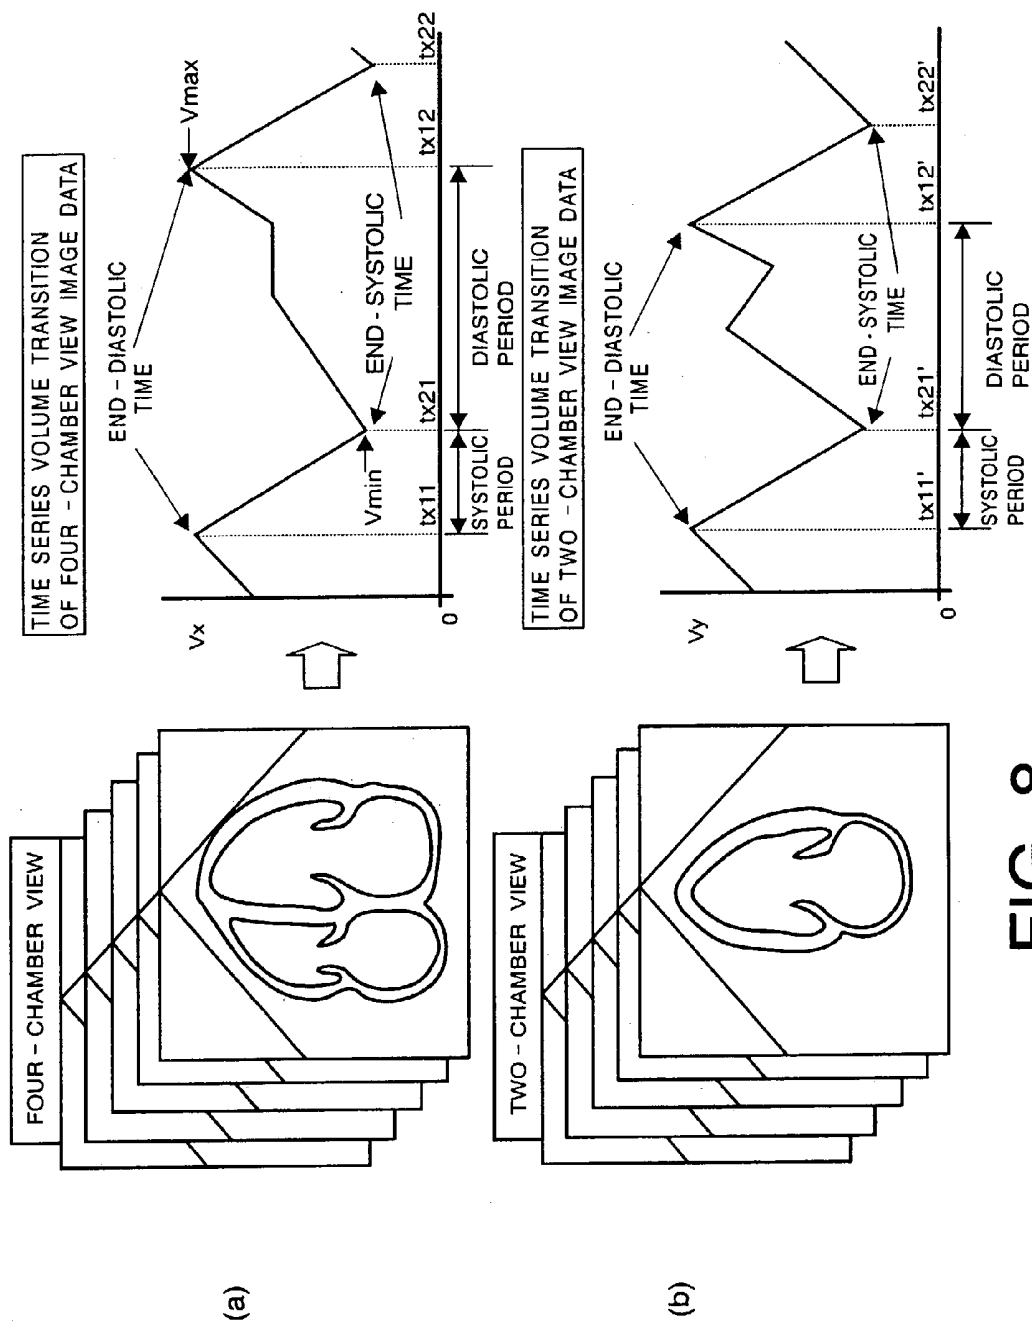 (a)
FOUR-CHAMBER VIEW
TIME SERIES VOLUME TRANSITION
OF FOUR-CHAMBER VIEW IMAGE DATA
Vx
END-DIASTOLIC
TIME
Vmax
Vmin
END-SYSTOLIC
TIME
tx11
tx21
tx12
tx22
0
SYSTOLIC
PERIOD
DIASTOLIC
PERIOD
(b)
TWO-CHAMBER VIEW
TIME SERIES VOLUME TRANSITION
OF TWO-CHAMBER VIEW IMAGE DATA
Vy
END-DIASTOLIC
TIME
END-SYSTOLIC
TIME
tx11'
tx21'
tx12'
tx22'
0
SYSTOLIC
PERIOD
DIASTOLIC
PERIOD